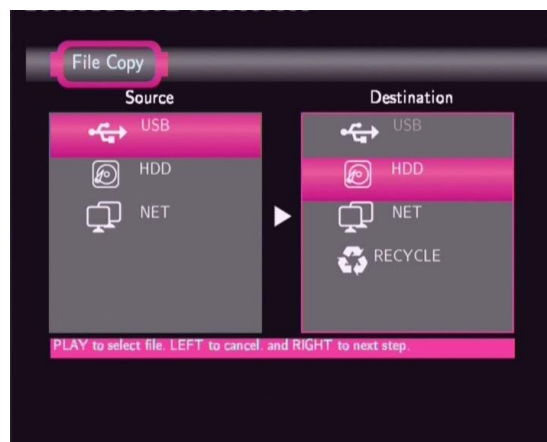 File Copy
Source
Destination
USB
HDD
NET
USB
HDD
NET
RECYCLE
PLAY to select file. LEFT to cancel. and RIGHT to next step.